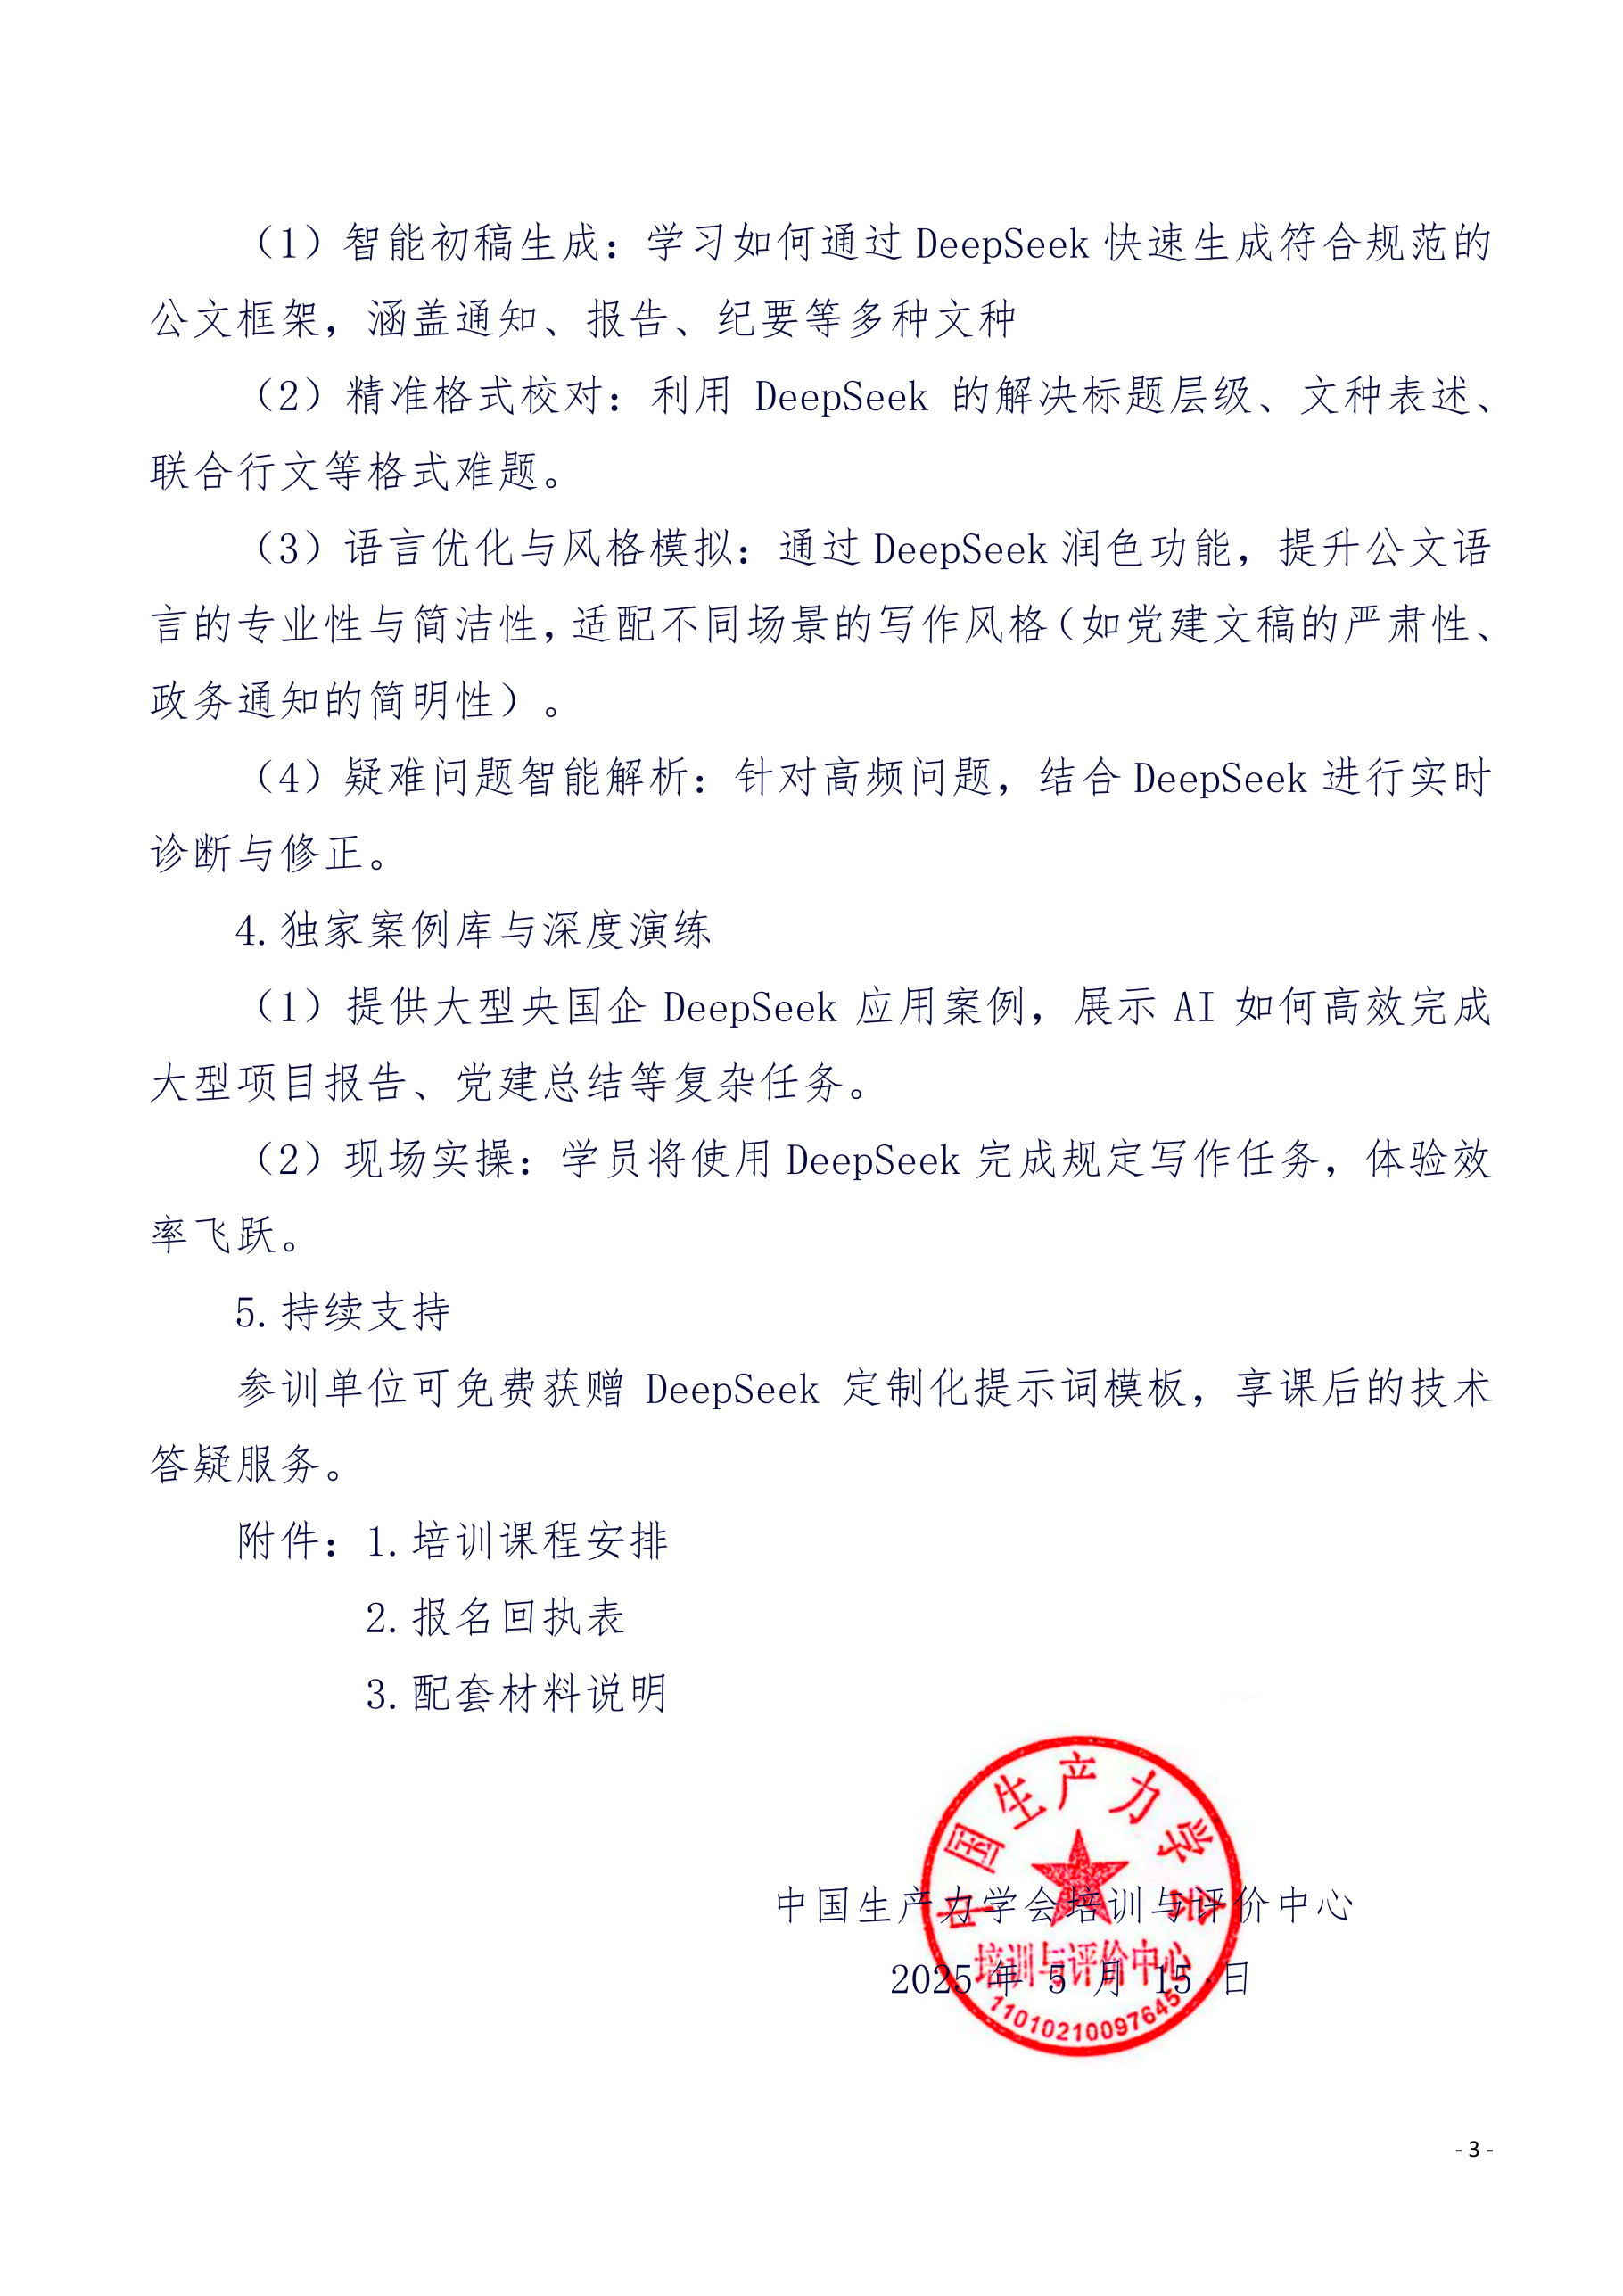 （1）智能初稿生成：学习如何通过 DeepSeek 快速生成符合规范的
公文框架，涵盖通知、报告、纪要等多种文种
（2）精准格式校对：利用 DeepSeek 的解决标题层级、文种表述、
联合行文等格式难题。
（3）语言优化与风格模拟：通过 DeepSeek 润色功能，提升公文语
言的专业性与简洁性，适配不同场景的写作风格（如党建文稿的严肃性、
政务通知的简明性）。
（4）疑难问题智能解析：针对高频问题，结合 DeepSeek 进行实时
诊断与修正。
4.独家案例库与深度演练
（1）提供大型央国企 DeepSeek 应用案例，展示 AI 如何高效完成
大型项目报告、党建总结等复杂任务。
（2）现场实操：学员将使用 DeepSeek 完成规定写作任务，体验效
率飞跃。
5.持续支持
参训单位可免费获赠 DeepSeek 定制化提示词模板，享课后的技术
答疑服务。
附件：1.培训课程安排
2.报名回执表
3.配套材料说明
中国生产力学会
中国生产力学会培训与评价中心
培训与评价中心
2025 年 5 月 15 日
1101021009764​5
- 3 -